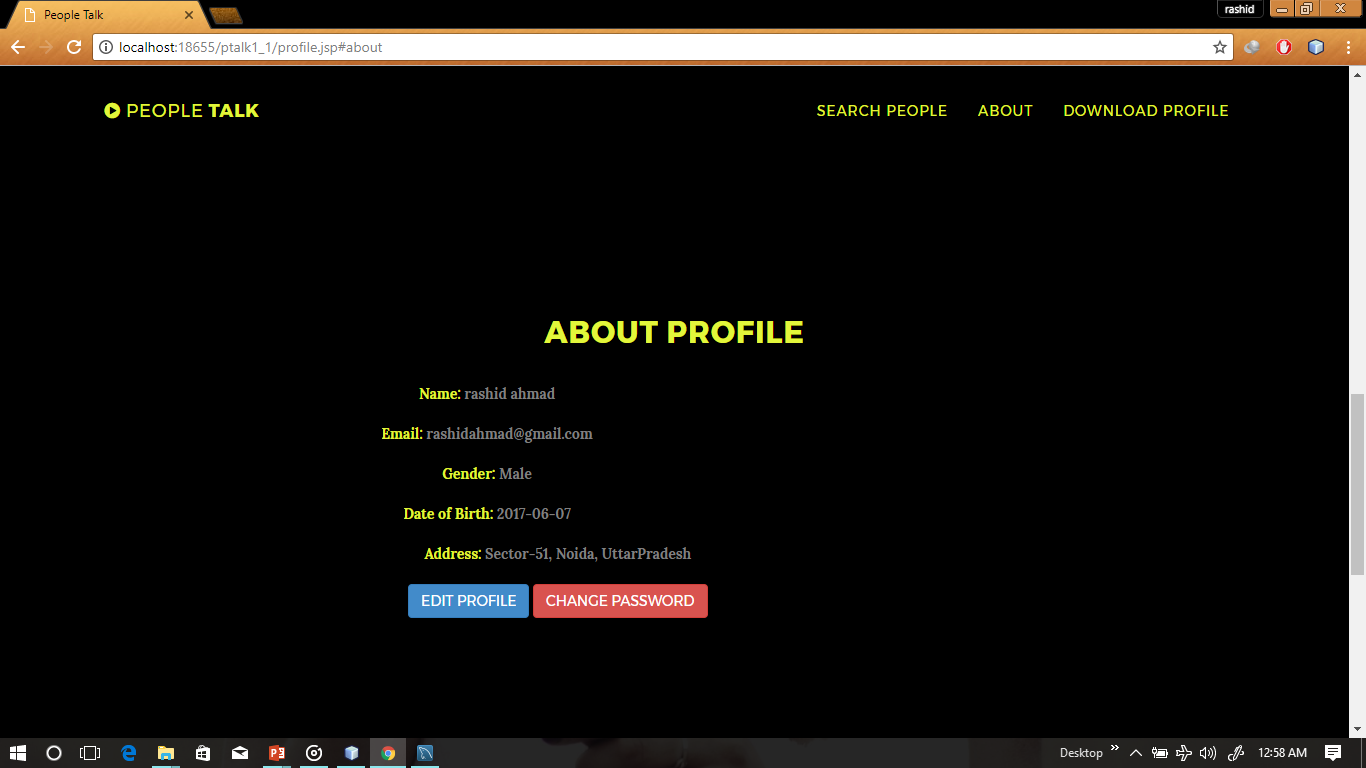 People Talk
rashid
localhost:18655/ptalk1_1/profile.jsp#about
PEOPLE TALK
SEARCH PEOPLE
ABOUT
DOWNLOAD PROFILE
ABOUT PROFILE
Name: rashid ahmad
Email: rashidahmad@gmail.com
Gender: Male
Date of Birth: 2017-06-07
Address: Sector-51, Noida, UttarPradesh
EDIT PROFILE
CHANGE PASSWORD
Desktop
12:58 AM